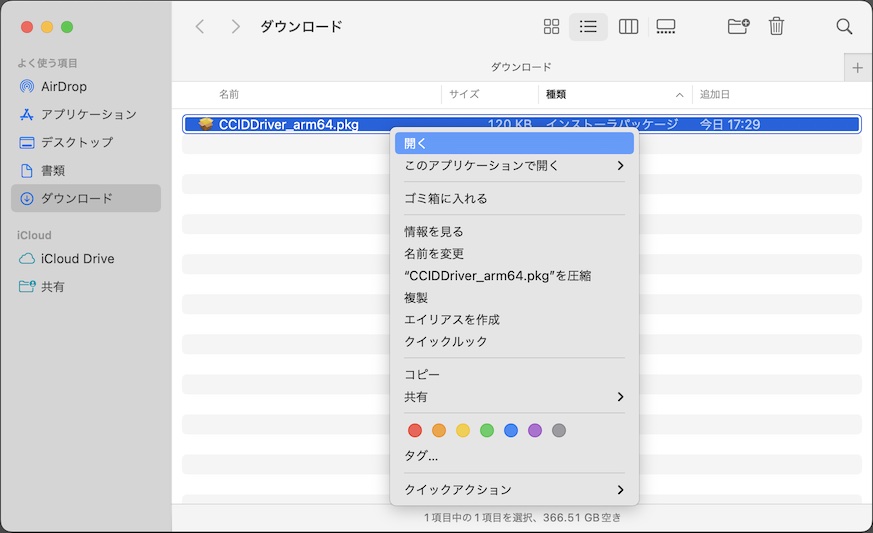 ダウンロード
よく使う項目
AirDrop
アプリケーション
デスクトップ
書類
ダウンロード
iCloud
iCloud Drive
共有
ダウンロード
名前 サイズ 種類 追加日
CCIDDriver_arm64.pkg 120 KB インストーラパッケージ 今日 17:29
開く
このアプリケーションで開く
ゴミ箱に入れる
情報を見る
名前を変更
“CCIDDriver_arm64.pkg”を圧縮
複製
エイリアスを作成
クイックルック
コピー
共有
タグ...
クイックアクション
1項目中の1項目を選択、366.51 GB空き